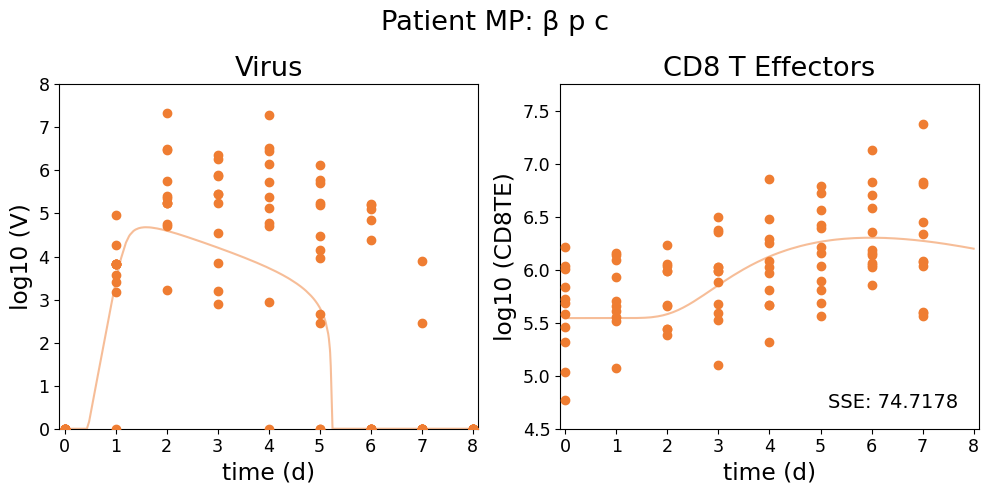 Patient MP: β p c
Virus
CD8 T Effectors
log10 (V)
8
7
6
5
4
3
2
1
0
0 1 2 3 4 5 6 7 8
time (d)
log10 (CD8TE)
7.5
7.0
6.5
6.0
5.5
5.0
4.5
SSE: 74.7178
0 1 2 3 4 5 6 7 8
time (d)